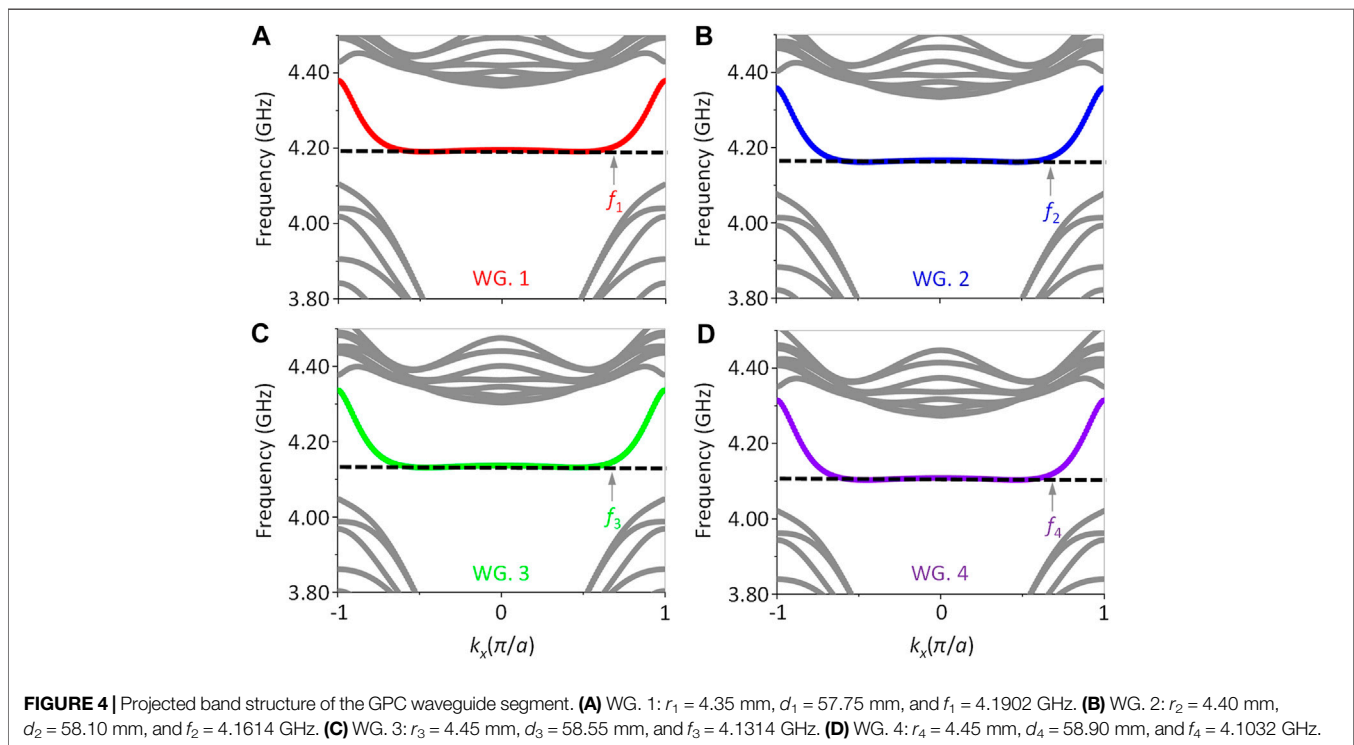 A
Frequency (GHz)
4.40
4.20
4.00
3.80
f1
WG. 1
B
Frequency (GHz)
4.40
4.20
4.00
3.80
f2
WG. 2
C
Frequency (GHz)
4.40
4.20
4.00
3.80
f3
WG. 3
-1 0 1
kx(π/a)
D
Frequency (GHz)
4.40
4.20
4.00
3.80
f4
WG. 4
-1 0 1
kx(π/a)
FIGURE 4 | Projected band structure of the GPC waveguide segment. (A) WG. 1: r1 = 4.35 mm, d1 = 57.75 mm, and f1 = 4.1902 GHz. (B) WG. 2: r2 = 4.40 mm,
d2 = 58.10 mm, and f2 = 4.1614 GHz. (C) WG. 3: r3 = 4.45 mm, d3 = 58.55 mm, and f3 = 4.1314 GHz. (D) WG. 4: r4 = 4.45 mm, d4 = 58.90 mm, and f4 = 4.1032 GHz.